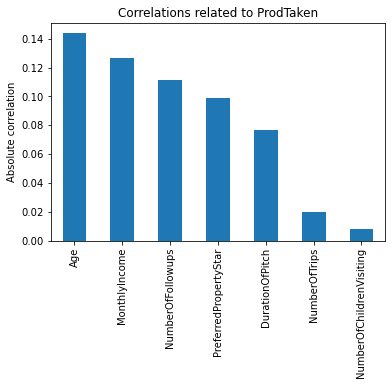 Correlations related to ProdTaken
Absolute correlation
0.14
0.12
0.10
0.08
0.06
0.04
0.02
0.00
Age
MonthlyIncome
NumberOfFollowups
PreferredPropertyStar
DurationOfPitch
NumberOfTrips
NumberOfChildrenVisiting